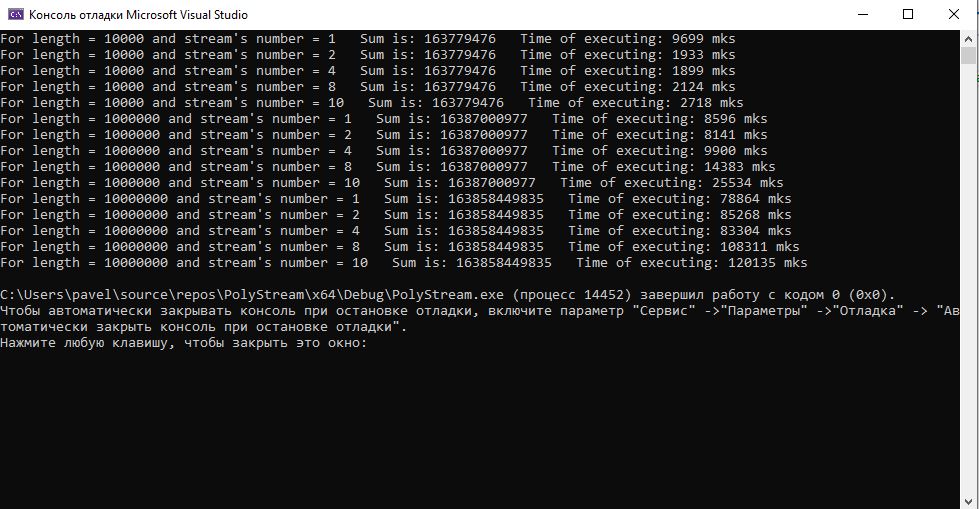 Консоль отладки Microsoft Visual Studio
For length = 10000 and stream's number = 1   Sum is: 163779476   Time of executing: 9699 mks
For length = 10000 and stream's number = 2   Sum is: 163779476   Time of executing: 1933 mks
For length = 10000 and stream's number = 4   Sum is: 163779476   Time of executing: 1899 mks
For length = 10000 and stream's number = 8   Sum is: 163779476   Time of executing: 2124 mks
For length = 10000 and stream's number = 10   Sum is: 163779476   Time of executing: 2718 mks
For length = 1000000 and stream's number = 1   Sum is: 16387000977   Time of executing: 8596 mks
For length = 1000000 and stream's number = 2   Sum is: 16387000977   Time of executing: 8141 mks
For length = 1000000 and stream's number = 4   Sum is: 16387000977   Time of executing: 9900 mks
For length = 1000000 and stream's number = 8   Sum is: 16387000977   Time of executing: 14383 mks
For length = 1000000 and stream's number = 10   Sum is: 16387000977   Time of executing: 25534 mks
For length = 10000000 and stream's number = 1   Sum is: 163858449835   Time of executing: 78864 mks
For length = 10000000 and stream's number = 2   Sum is: 163858449835   Time of executing: 85268 mks
For length = 10000000 and stream's number = 4   Sum is: 163858449835   Time of executing: 83304 mks
For length = 10000000 and stream's number = 8   Sum is: 163858449835   Time of executing: 108311 mks
For length = 10000000 and stream's number = 10   Sum is: 163858449835   Time of executing: 120135 mks
C:\Users\pavel\source\repos\PolyStream\x64\Debug\PolyStream.exe (процесс 14452) завершил работу с кодом 0 (0x0).
Чтобы автоматически закрывать консоль при остановке отладки, включите параметр "Сервис" ->"Параметры" ->"Отладка" -> "Ав
томатически закрыть консоль при остановке отладки".
Нажмите любую клавишу, чтобы закрыть это окно: